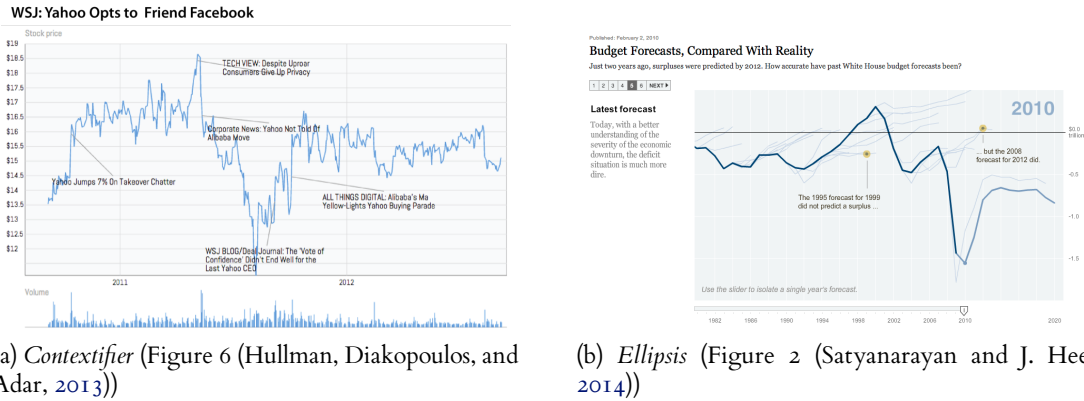 WSJ: Yahoo Opts to Friend Facebook
Stock price
$19
$18.5
$17.5
$16.5
$15.5
$14.5
$13.5
$12.5
$12
TECH VIEW: Despite Uproar
Consumers Give Up Privacy
Corporate News: Yahoo Not Told Of
Alibaba Move
Yahoo Jumps 7% On Takeover Chatter
ALL THINGS DIGITAL: Alibaba's Ma
Yellow-Lights Yahoo Buying Parade
WSJ BLOG/Deal Journal: The 'Vote of
Confidence' Didn't End Well for the
Last Yahoo CEO
2011
2012
Volume
a) Contextifier (Figure 6 (Hullman, Diakopoulos, and
Adar, 2013))
Published: February 2, 2010
Budget Forecasts, Compared With Reality
Just two years ago, surpluses were predicted by 2012. How accurate have past White House budget forecasts been?
1 2 3 4 5 6 NEXT
Latest forecast
Today, with a better
understanding of the
severity of the economic
downturn, the deficit
situation is much more
dire.
2010
$0.5
trillion
... but the 2008
forecast for 2012 did.
-0.5
The 1995 forecast for 1999
did not predict a surplus ...
-1.0
-1.5
Use the slider to isolate a single year's forecast.
1982 1986 1990 1994 1998 2002 2006 2010 2020
(b) Ellipsis (Figure 2 (Satyanarayan and J. Hee
2014))